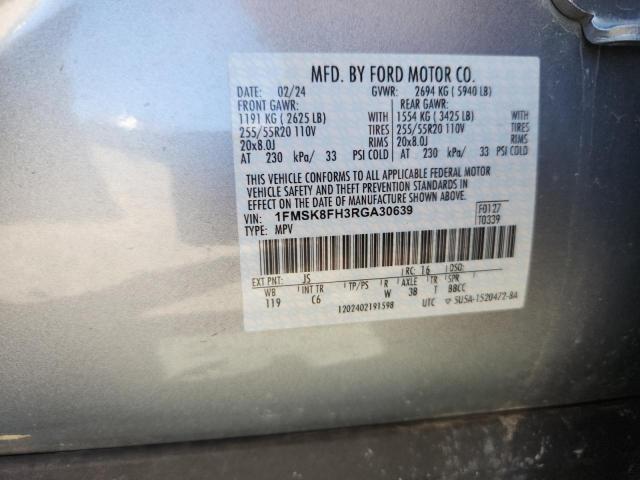 MFD. BY FORD MOTOR CO.
DATE: 02/24 GVWR: 2694 KG ( 5940 LB)
FRONT GAWR: REAR GAWR:
1191 KG ( 2625 LB) WITH 1554 KG ( 3425 LB) WITH
255/55R20 110V TIRES 255/55R20 110V TIRES
20x8.0J RIMS 20x8.0J RIMS
AT 230 kPa/ 33 PSI COLD AT 230 kPa/ 33 PSI COLD
THIS VEHICLE CONFORMS TO ALL APPLICABLE FEDERAL MOTOR
VEHICLE SAFETY AND THEFT PREVENTION STANDARDS IN
EFFECT ON THE DATE OF MANUFACTURE SHOWN ABOVE.
VIN: 1FMSK8FH3RGA30639 F0127
TYPE: MPV T0339
EXT PNT: JS RC: 16 DSO:
WB INT TR TP/PS R AXLE TR SPR
119 C6 W 38 T BBCC
1202402191598 UTC ▽ SU5A-1520472-BA